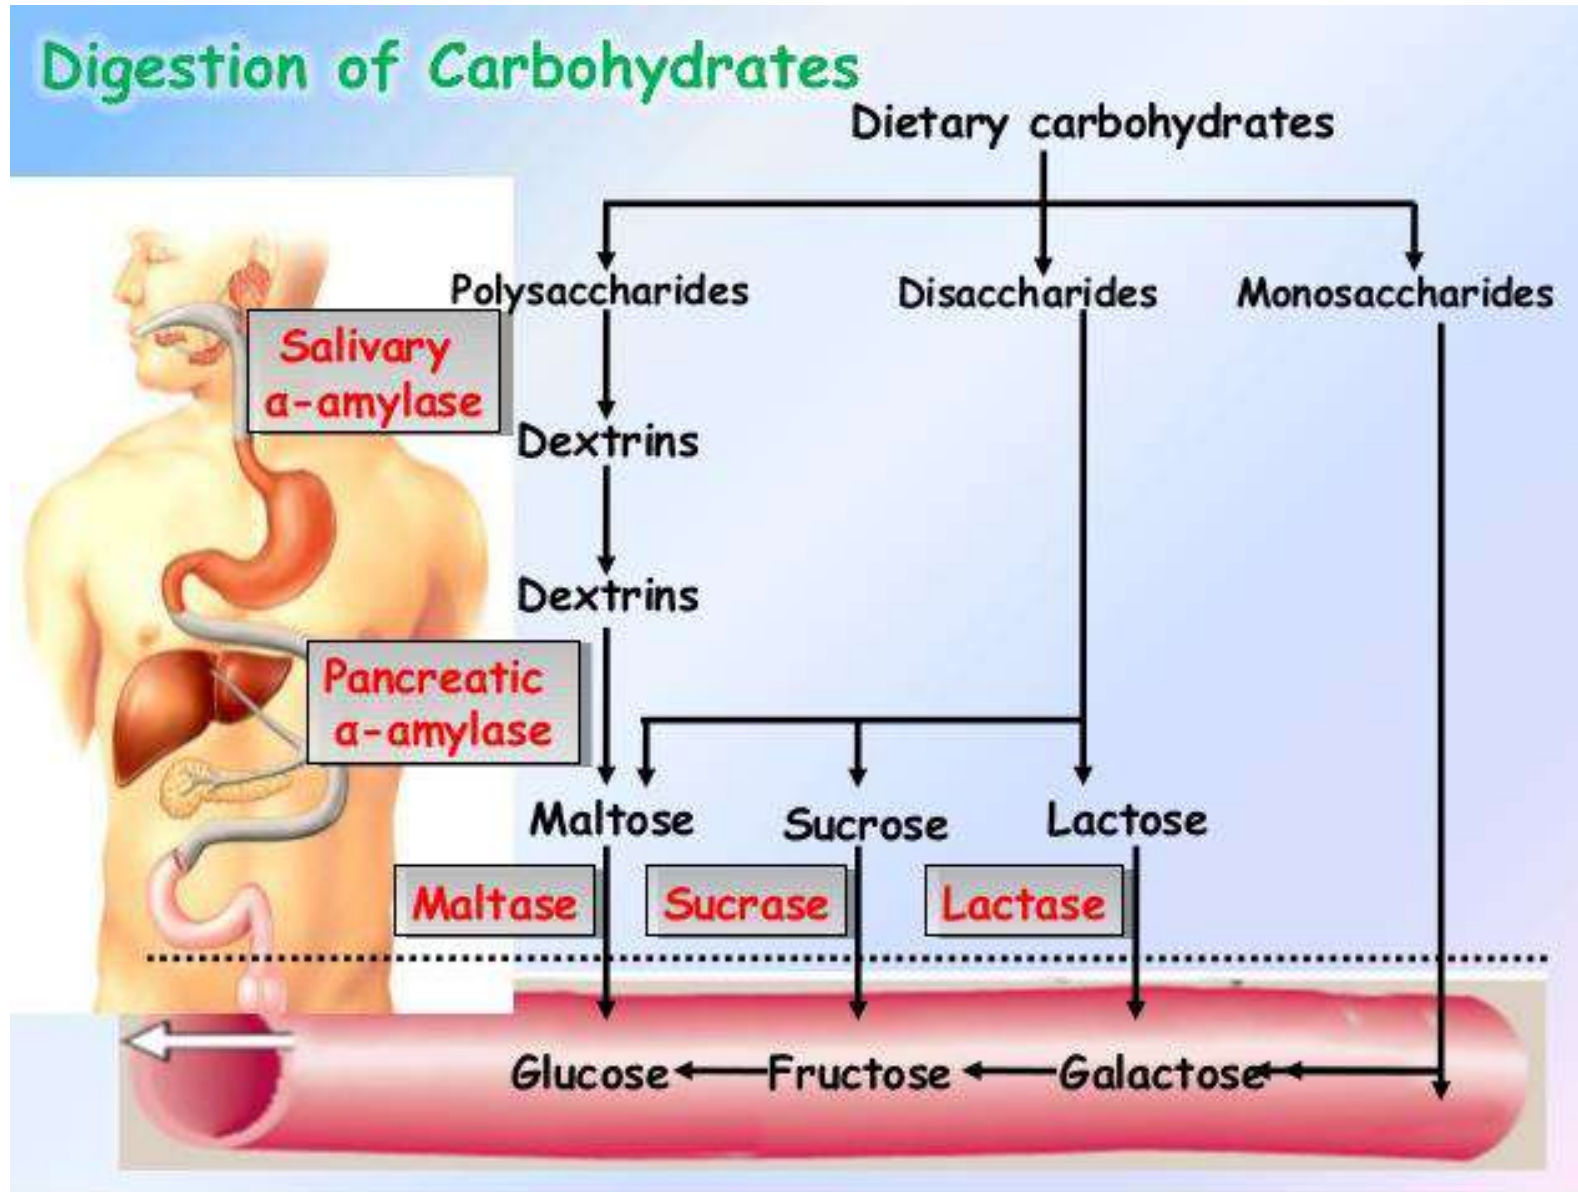 Digestion of Carbohydrates
Dietary carbohydrates
Polysaccharides
Disaccharides
Monosaccharides
Salivary
α-amylase
Dextrins
Dextrins
Pancreatic
α-amylase
Maltose
Sucrose
Lactose
Maltase
Sucrase
Lactase
Glucose
Fructose
Galactose